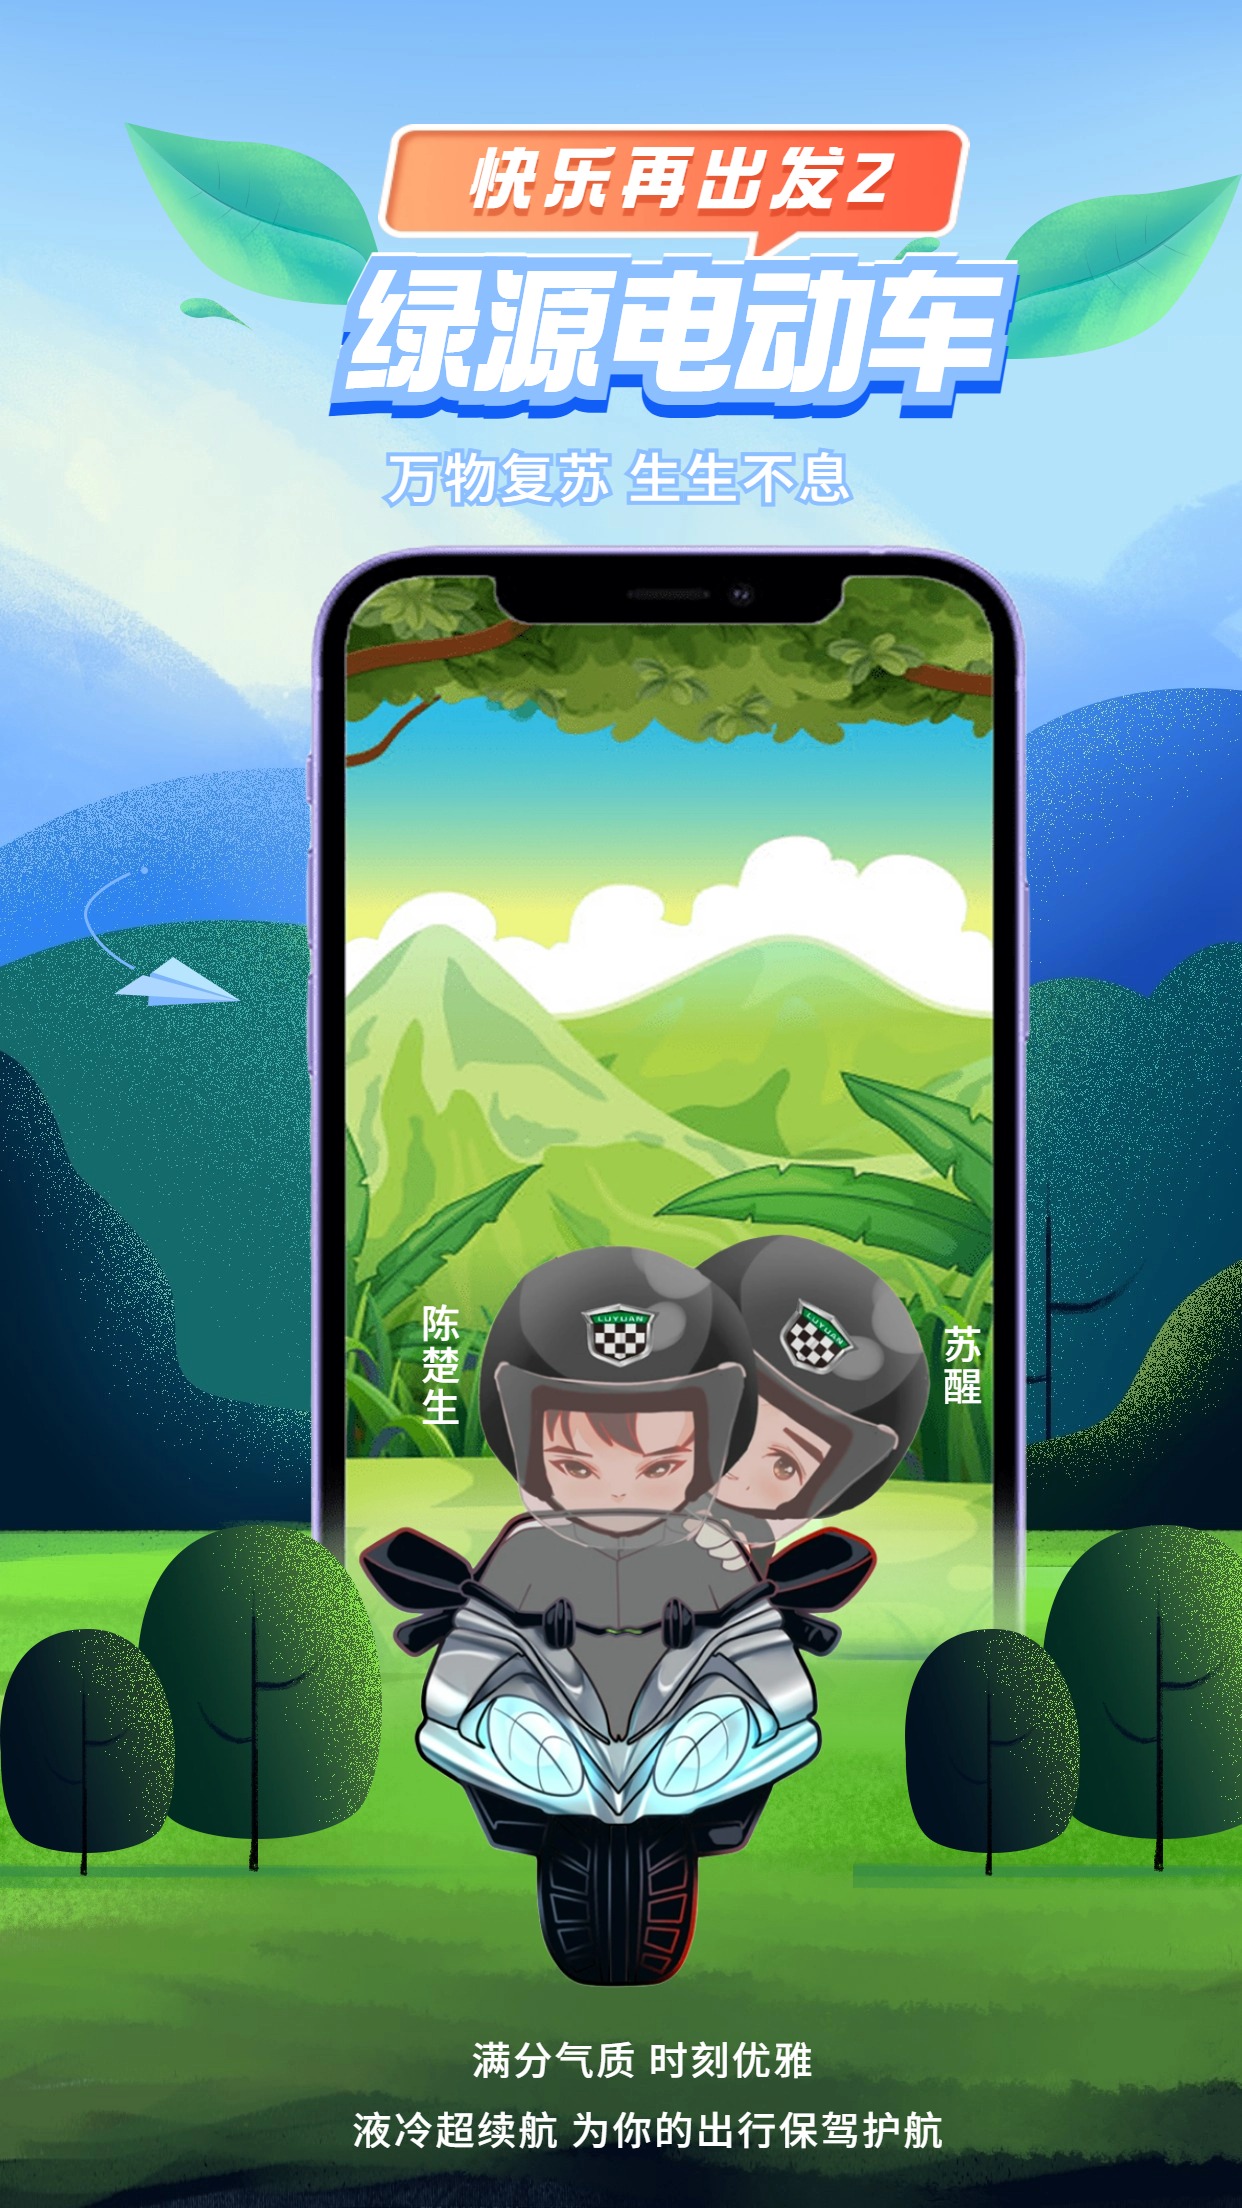 快乐再出发2
绿源电动车
万物复苏 生生不息
陈楚生
苏醒
LUYUAN
LUYUAN
满分气质 时刻优雅
液冷超续航 为你的出行保驾护航